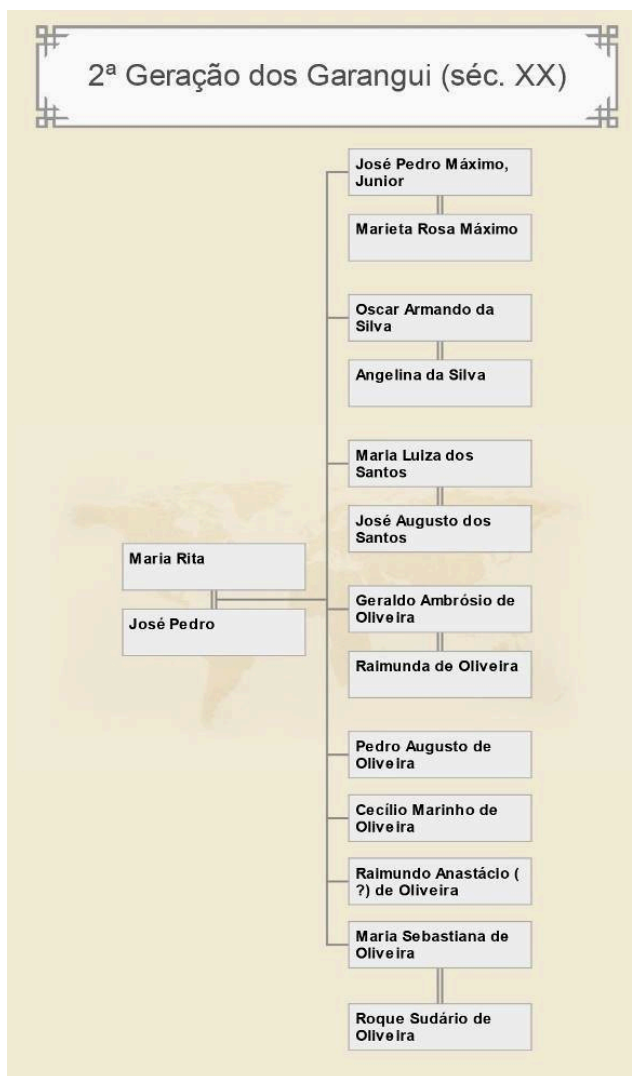 2ª Geração dos Garangui (séc. XX)
José Pedro Máximo,
Junior
Marieta Rosa Máximo
Oscar Armando da
Silva
Angelina da Silva
Maria Luiza dos
Santos
José Augusto dos
Santos
Maria Rita
José Pedro
Geraldo Ambrósio de
Oliveira
Raimunda de Oliveira
Pedro Augusto de
Oliveira
Cecílio Marinho de
Oliveira
Raimundo Anastácio (
?) de Oliveira
Maria Sebastiana de
Oliveira
Roque Sudário de
Oliveira